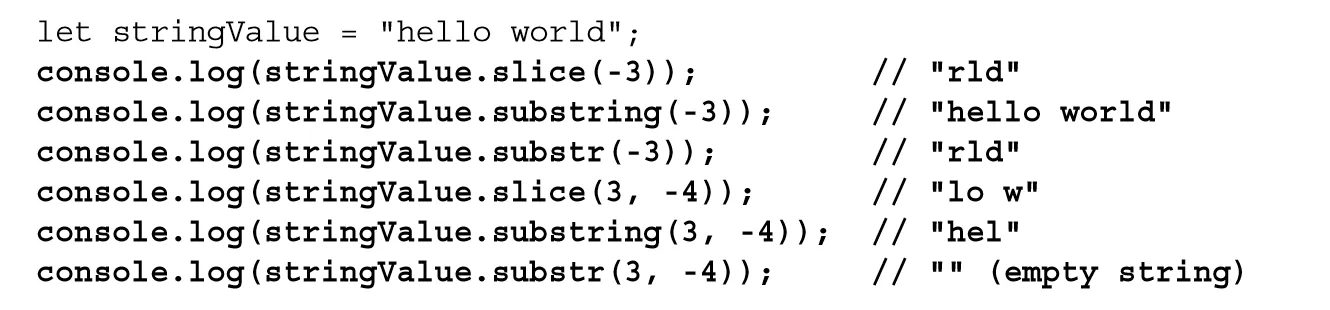 let stringValue = "hello world";
console.log(stringValue.slice(-3));         // "rld"
console.log(stringValue.substring(-3));     // "hello world"
console.log(stringValue.substr(-3));        // "rld"
console.log(stringValue.slice(3, -4));      // "lo w"
console.log(stringValue.substring(3, -4));  // "hel"
console.log(stringValue.substr(3, -4));     // "" (empty string)